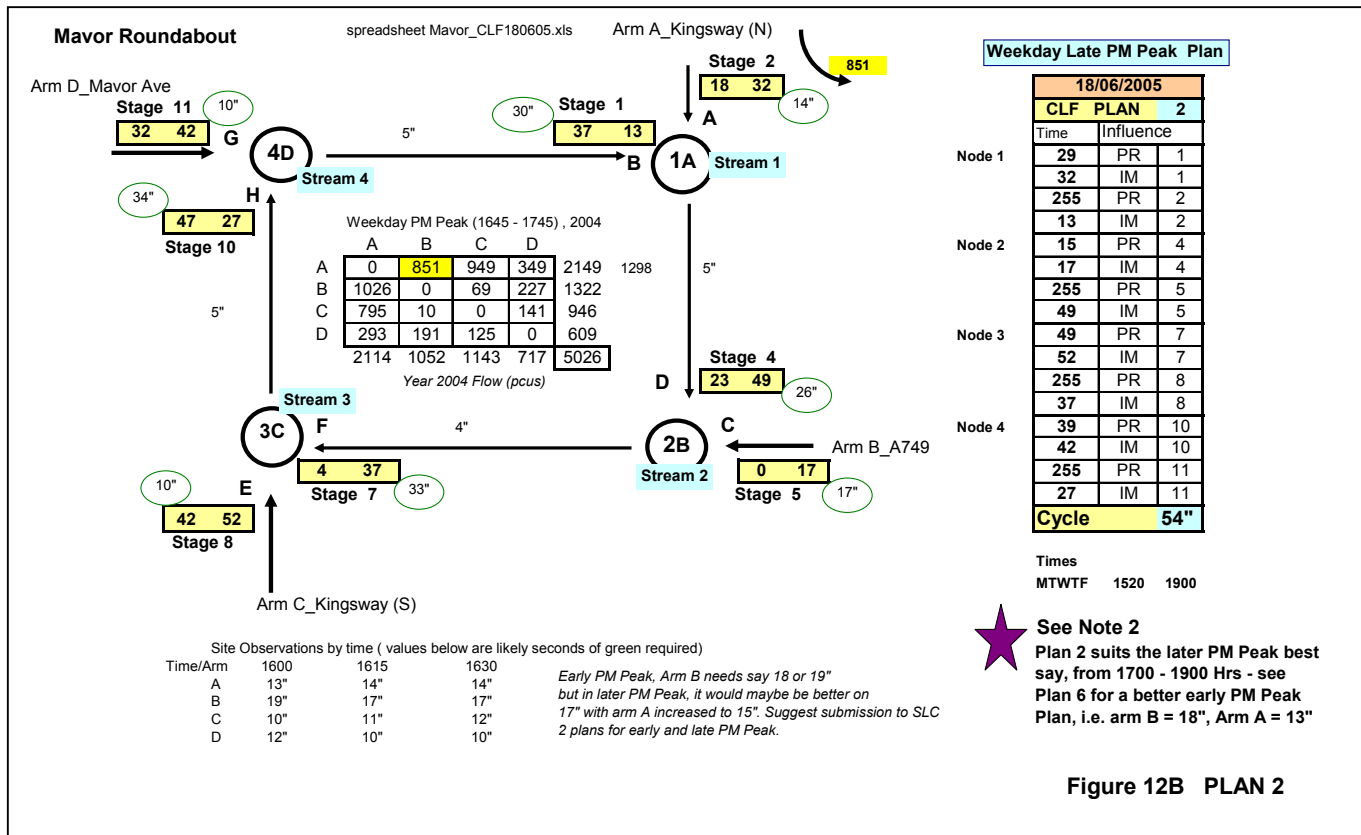 Mavor Roundabout
spreadsheet Mavor_CLF180605.xls
Arm A_Kingsway (N)
851
Weekday Late PM Peak Plan
Arm D_Mavor Ave
Stage 11
10"
32 42
G
4D
Stream 4
5"
30"
Stage 1
37 13
B
1A
Stream 1
Stage 2
18 32
14"
A
H
34"
47 27
Stage 10
Weekday PM Peak (1645 - 1745) , 2004
A B C D
A 0 851 949 349 2149 1298
B 1026 0 69 227 1322
C 795 10 0 141 946
D 293 191 125 0 609
2114 1052 1143 717 5026
Year 2004 Flow (pcus)
5"
5"
Stage 4
D
23 49
26"
Stream 3
3C
F
4"
2B
Stream 2
C
Arm B_A749
4 37
Stage 7
33"
0 17
Stage 5
17"
10"
E
42 52
Stage 8
Arm C_Kingsway (S)
18/06/2005
CLF PLAN 2
Time Influence
Node 1 29 PR 1
32 IM 1
255 PR 2
13 IM 2
Node 2 15 PR 4
17 IM 4
255 PR 5
49 IM 5
Node 3 49 PR 7
52 IM 7
255 PR 8
37 IM 8
Node 4 39 PR 10
42 IM 10
255 PR 11
27 IM 11
Cycle 54"
Times
MTWTF 1520 1900
See Note 2
Plan 2 suits the later PM Peak best
say, from 1700 - 1900 Hrs - see
Plan 6 for a better early PM Peak
Plan, i.e. arm B = 18", Arm A = 13"
Site Observations by time ( values below are likely seconds of green required)
Time/Arm 1600 1615 1630
A 13" 14" 14"
B 19" 17" 17"
C 10" 11" 12"
D 12" 10" 10"
Early PM Peak, Arm B needs say 18 or 19"
but in later PM Peak, it would maybe be better on
17" with arm A increased to 15". Suggest submission to SLC
2 plans for early and late PM Peak.
Figure 12B PLAN 2